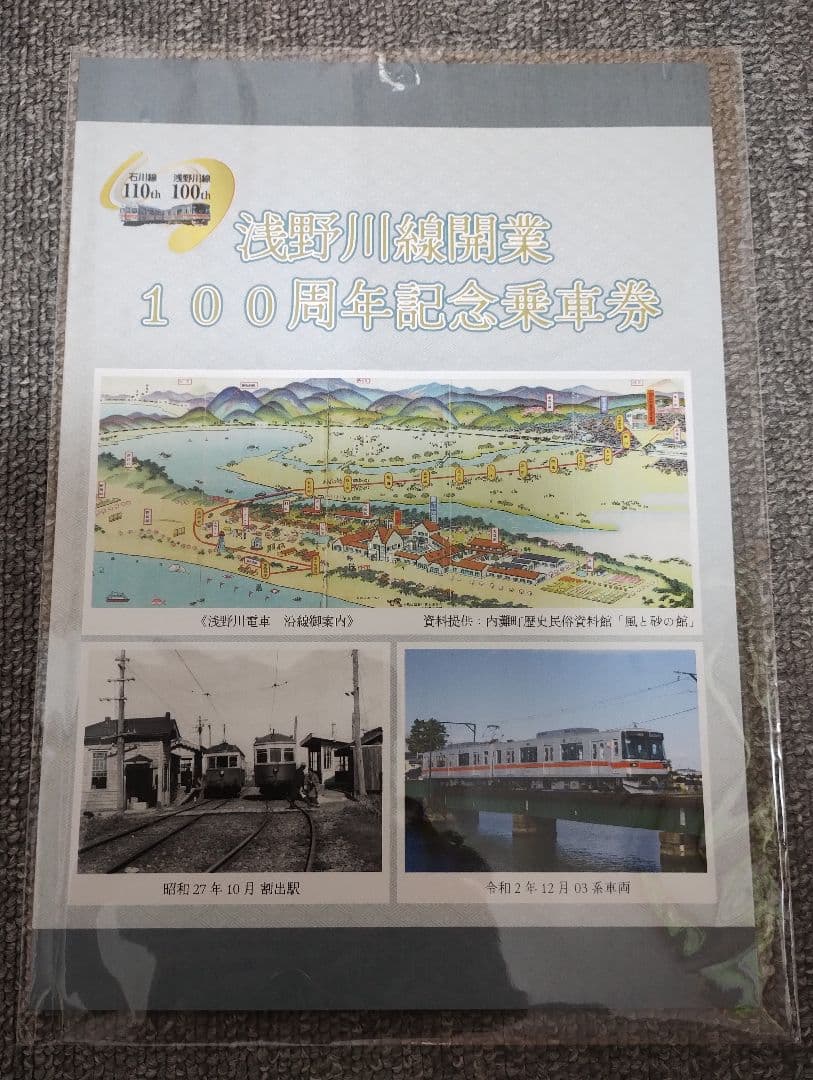 石川線 浅野川線
110th 100th
浅野川線開業
１００周年記念乗車券
《浅野川電車　沿線御案内》　資料提供：内灘町歴史民俗資料館「風と砂の館」
昭和27年10月 割出駅
令和2年12月 03系車両